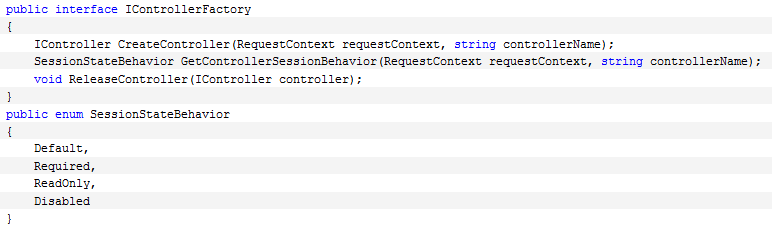 public interface IControllerFactory
{
    IController CreateController(RequestContext requestContext, string controllerName);
    SessionStateBehavior GetControllerSessionBehavior(RequestContext requestContext, string controllerName);
    void ReleaseController(IController controller);
}
public enum SessionStateBehavior
{
    Default,
    Required,
    ReadOnly,
    Disabled
}